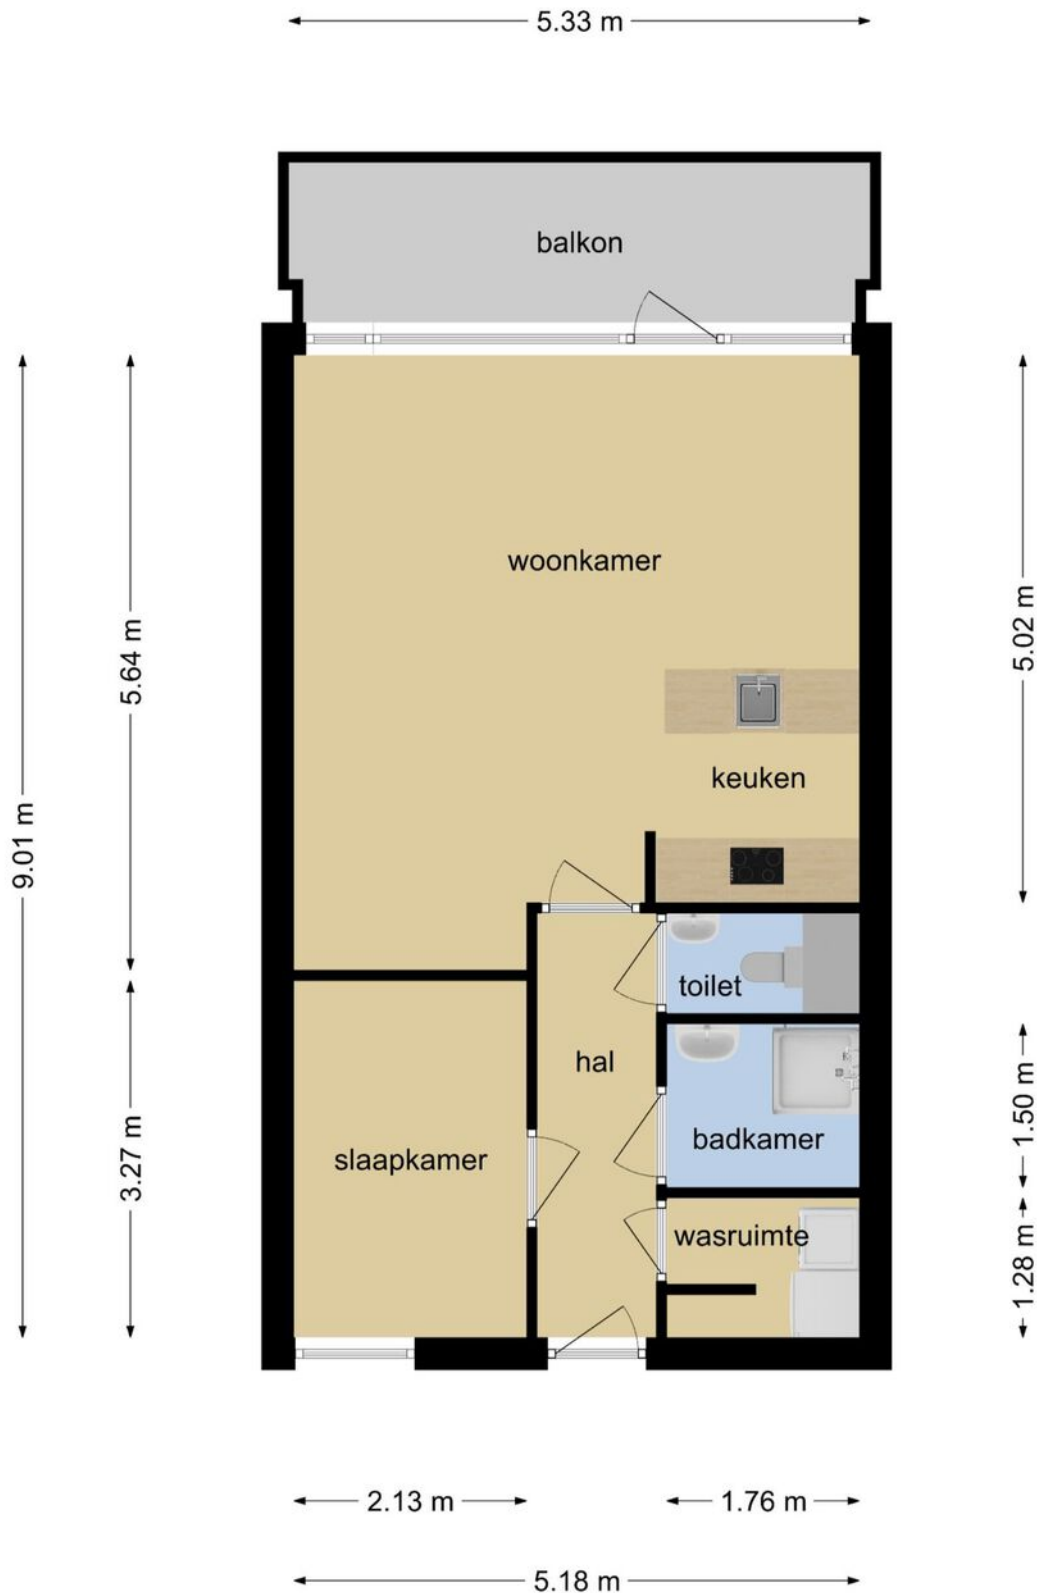 5.33 m
balkon
woonkamer
5.64 m
5.02 m
keuken
9.01 m
toilet
hal
badkamer
slaapkamer
3.27 m
1.50 m
wasruimte
1.28 m
2.13 m
1.76 m
5.18 m